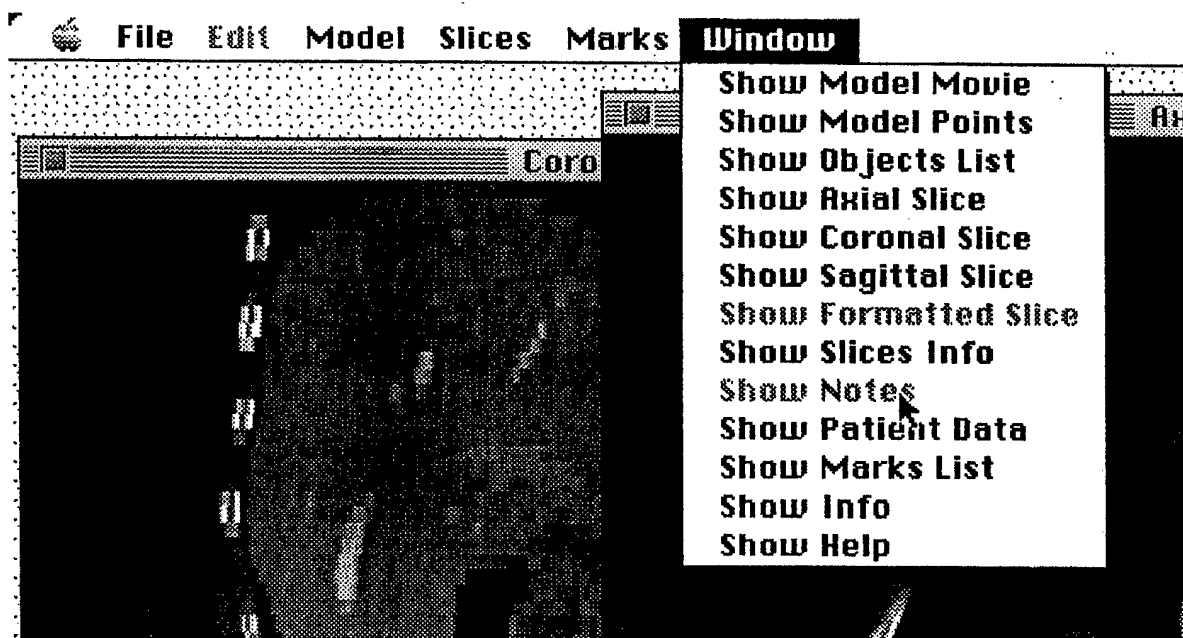 File Edit Model Slices Marks Window
Show Model Movie
Show Model Points
Show Objects List
Show Axial Slice
Show Coronal Slice
Show Sagittal Slice
Show Formatted Slice
Show Slices Info
Show Notes
Show Patient Data
Show Marks List
Show Info
Show Help
Coro
Ax